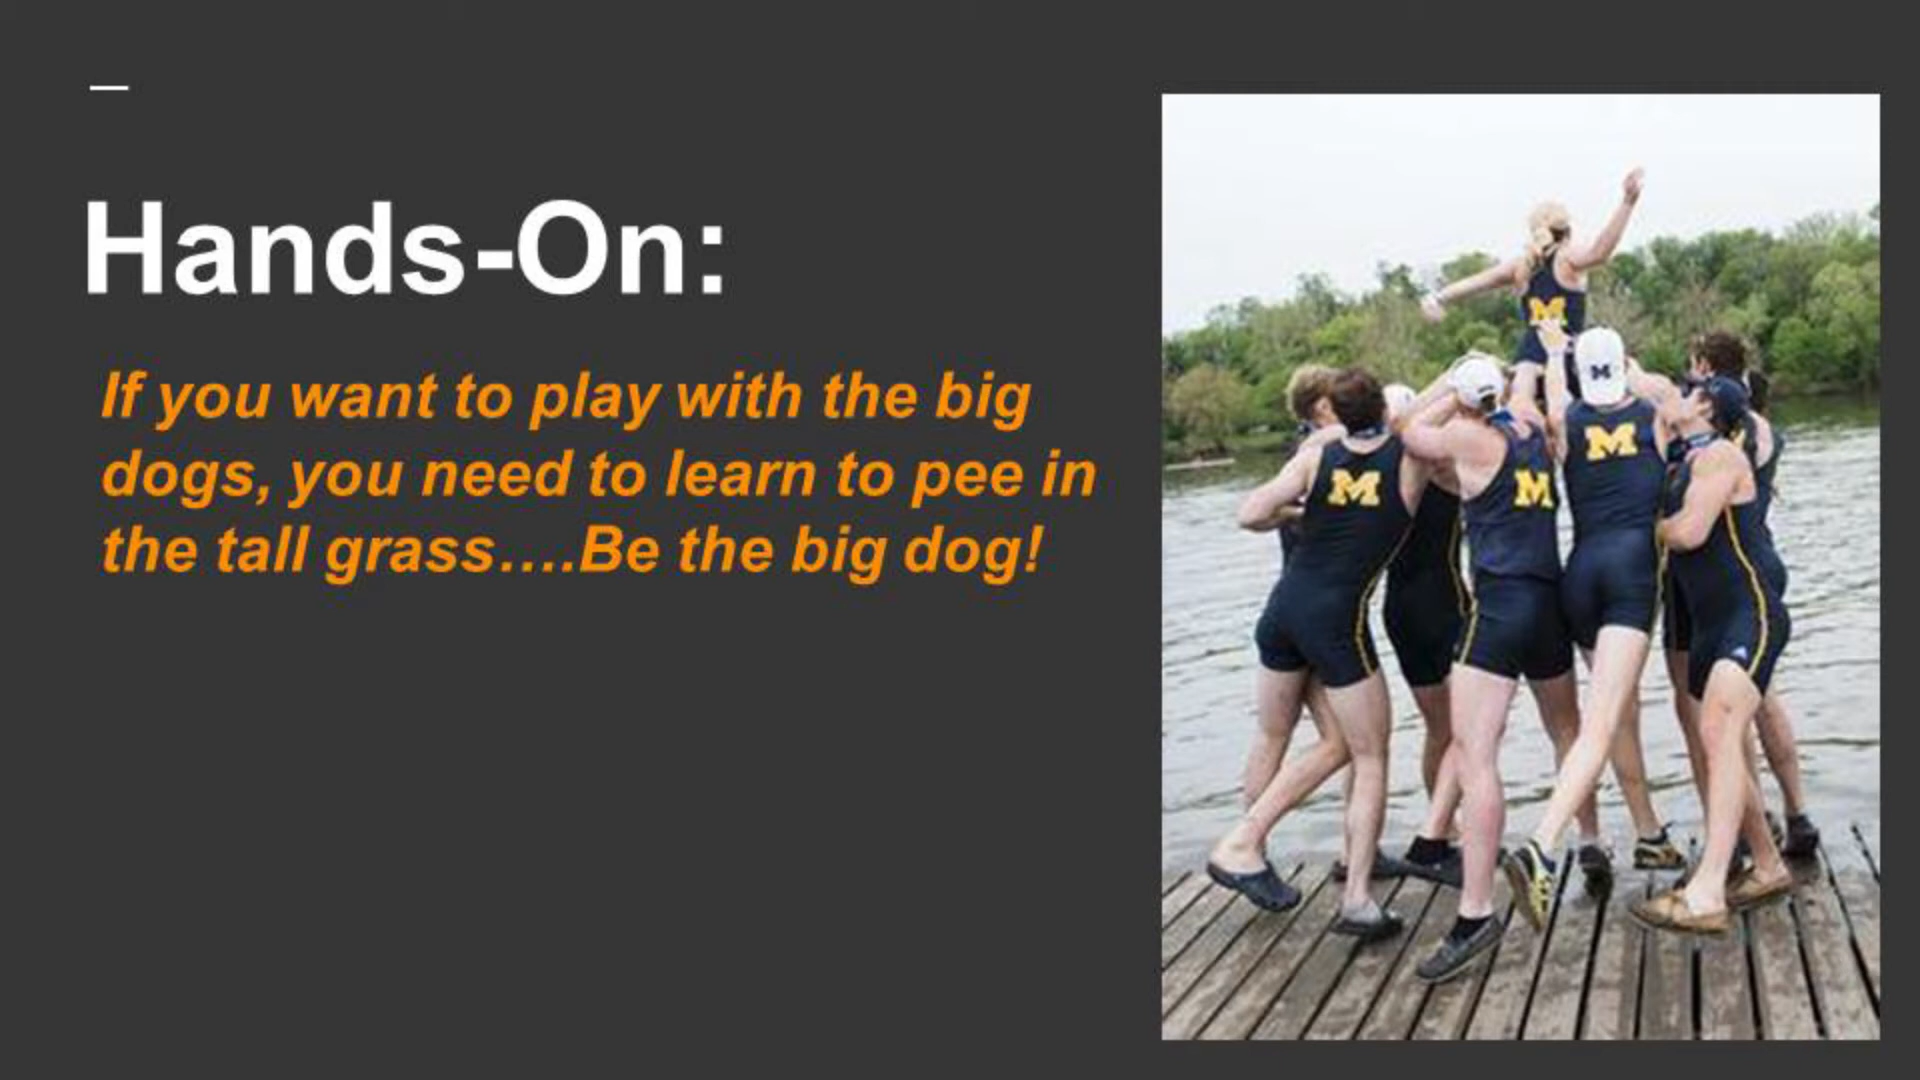 Hands-On:
If you want to play with the big
dogs, you need to learn to pee in
the tall grass....Be the big dog!
M
M
M
M
M